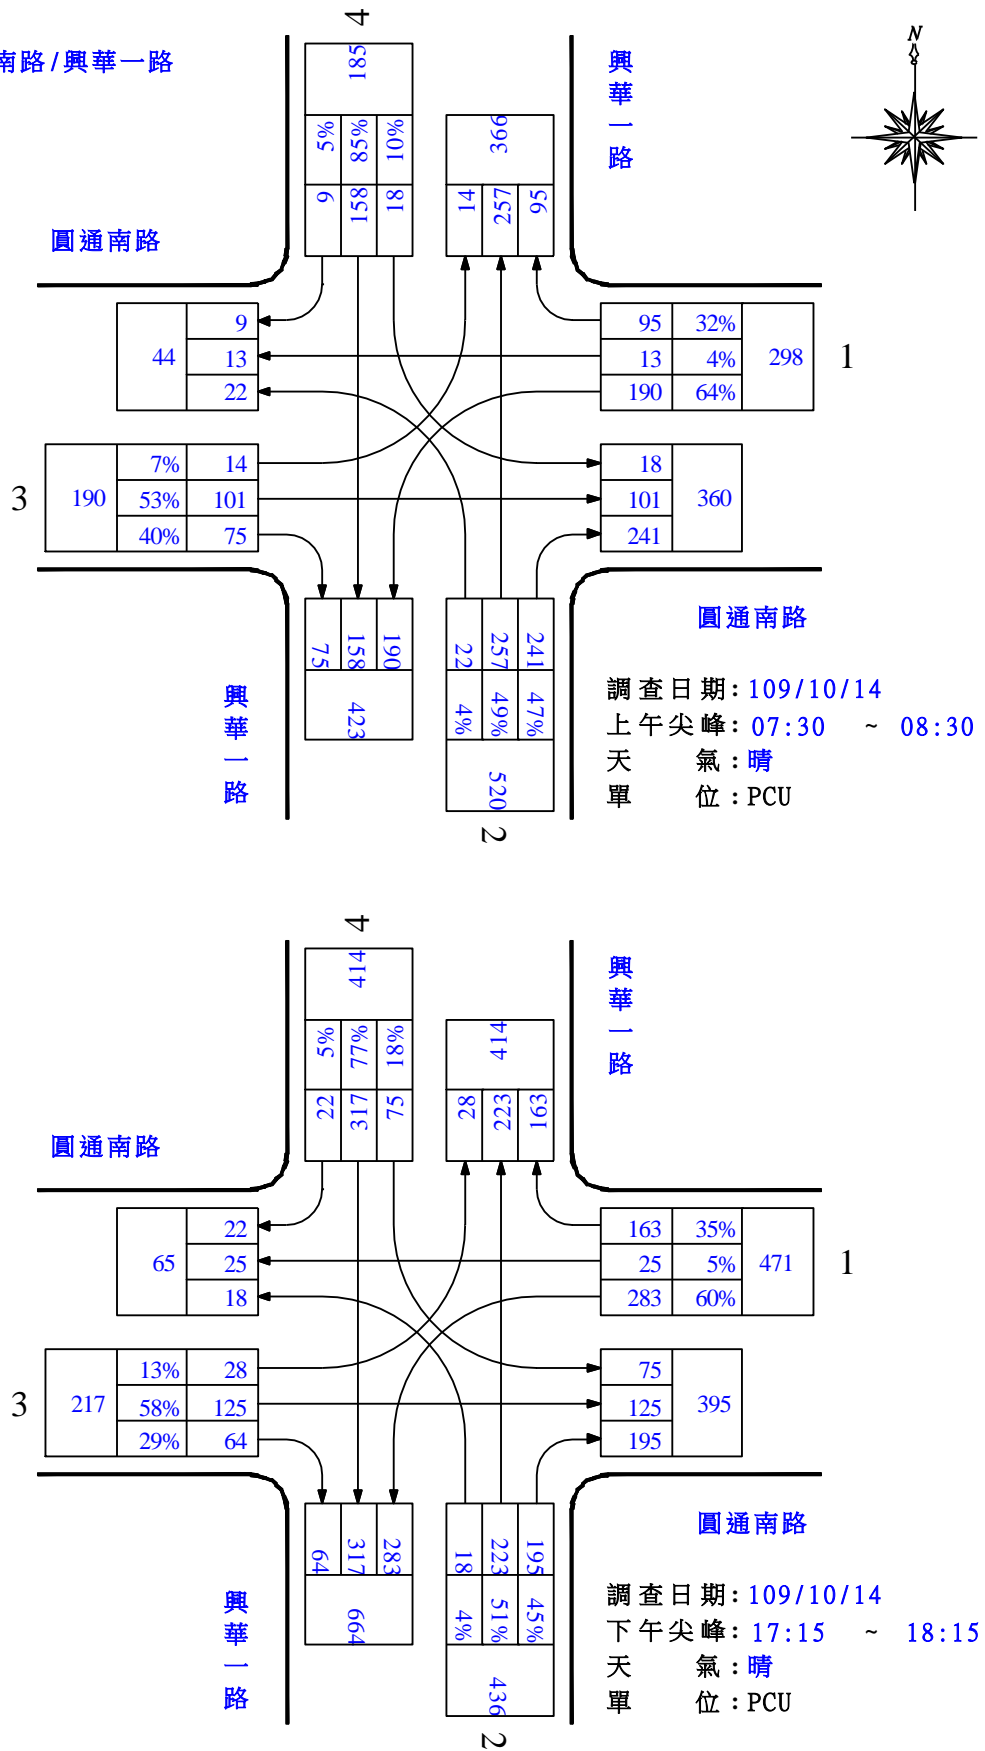 4
南路/興華一路
N
185
5% 85% 10%
9 158 18
366
14 257 95
興華一路
圓通南路
44
9
13
22
95 32%
13 4%
190 64%
298
1
3
190
7% 14
53% 101
40% 75
18
101
241
360
75 158 190
423
22 257 241
4% 49% 47%
520
2
圓通南路
興華一路
調查日期:109/10/14
上午尖峰:07:30 ~ 08:30
天 氣:晴
單 位:PCU
4
414
5% 77% 18%
22 317 75
414
28 223 163
興華一路
圓通南路
65
22
25
18
163 35%
25 5%
283 60%
471
1
3
217
13% 28
58% 125
29% 64
75
125
195
395
64 317 283
664
18 223 195
4% 51% 45%
436
2
圓通南路
興華一路
調查日期:109/10/14
下午尖峰:17:15 ~ 18:15
天 氣:晴
單 位:PCU